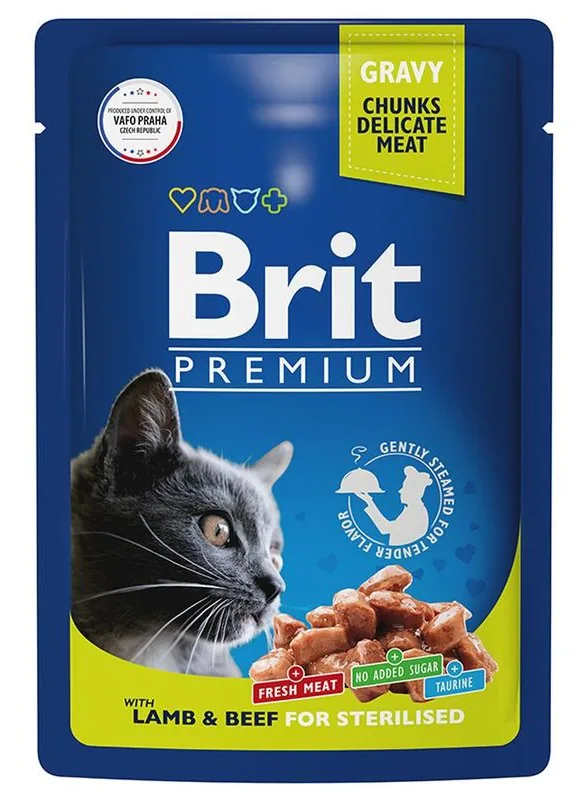 GRAVY
CHUNKS
DELICATE
MEAT
PRODUCED UNDER CONTROL OF
VAFO PRAHA
CZECH REPUBLIC
Brit
PREMIUM
GENTLY STEAMED FOR TENDER FLAVOR
+
FRESH MEAT
+
NO ADDED SUGAR
+
TAURINE
WITH
LAMB & BEEF FOR STERILISED